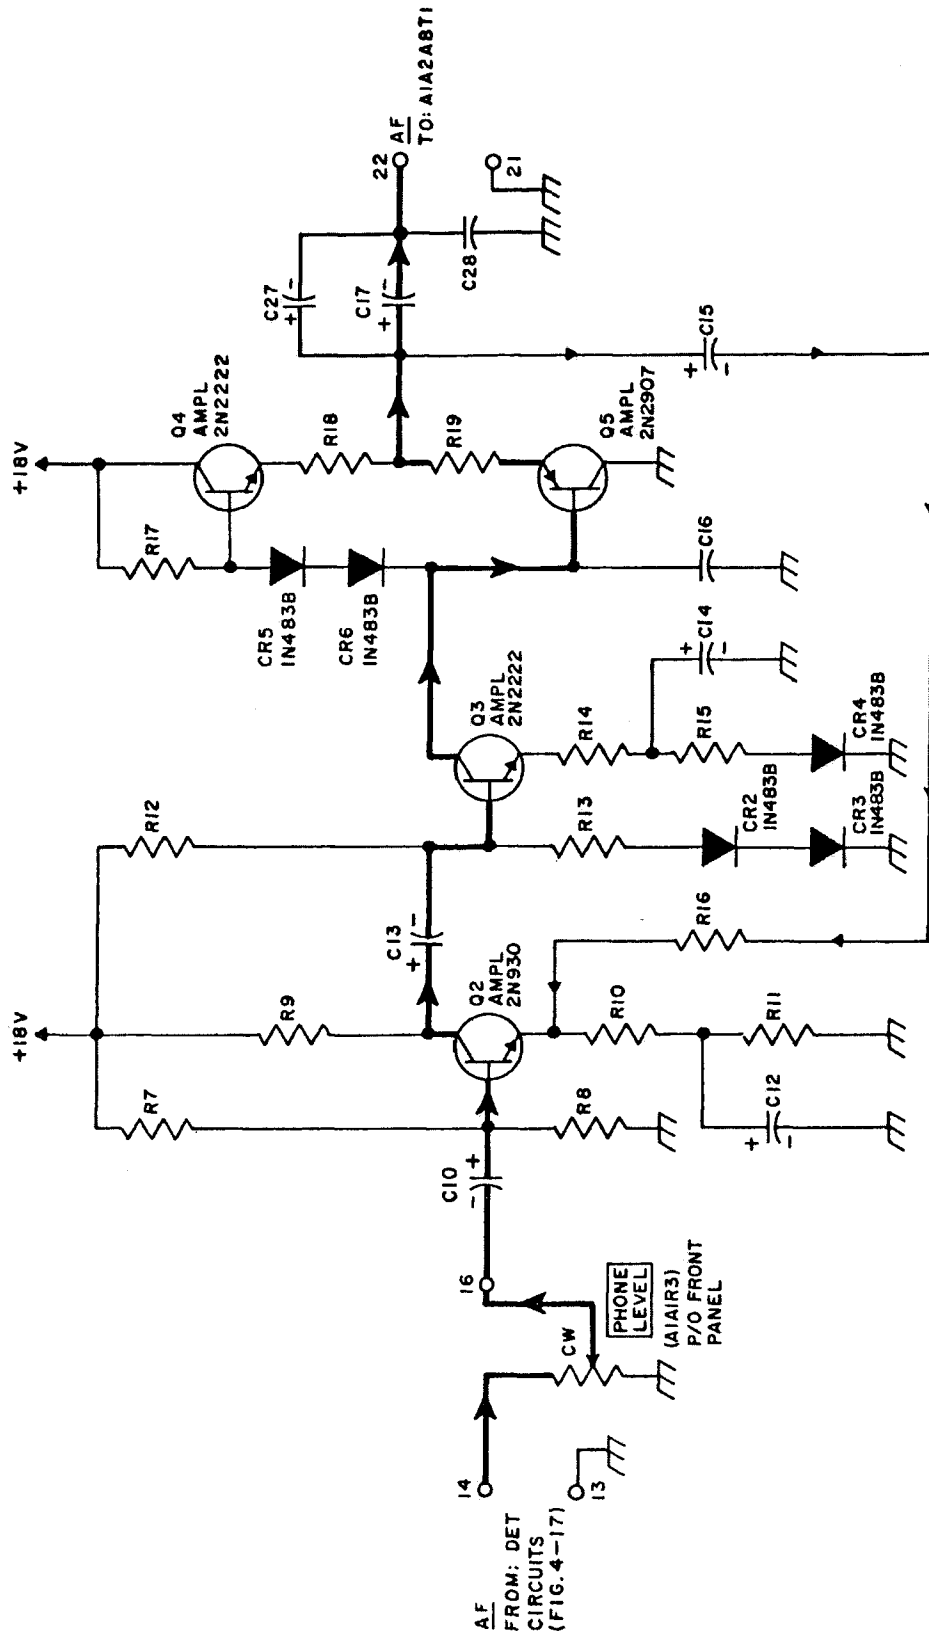 AF
FROM: DET
CIRCUITS
(FIG. 4-17)
14
13
CW
16
PHONE
LEVEL
(A1A1R3)
P/O FRONT
PANEL
- C10 +
+18V
R7
R8
R9
Q2
AMPL
2N930
R10
R11
+
C12
-
+ C13 -
R12
R16
R13
CR2
1N483B
CR3
1N483B
Q3
AMPL
2N2222
R14
R15
CR4
1N483B
+
C14
-
+18V
R17
CR5
1N483B
CR6
1N483B
C16
Q4
AMPL
2N2222
R18
R19
Q5
AMPL
2N2907
+ C27 -
+ C17 -
C28
+
C15
-
22
AF
TO: A1A2A8T1
21